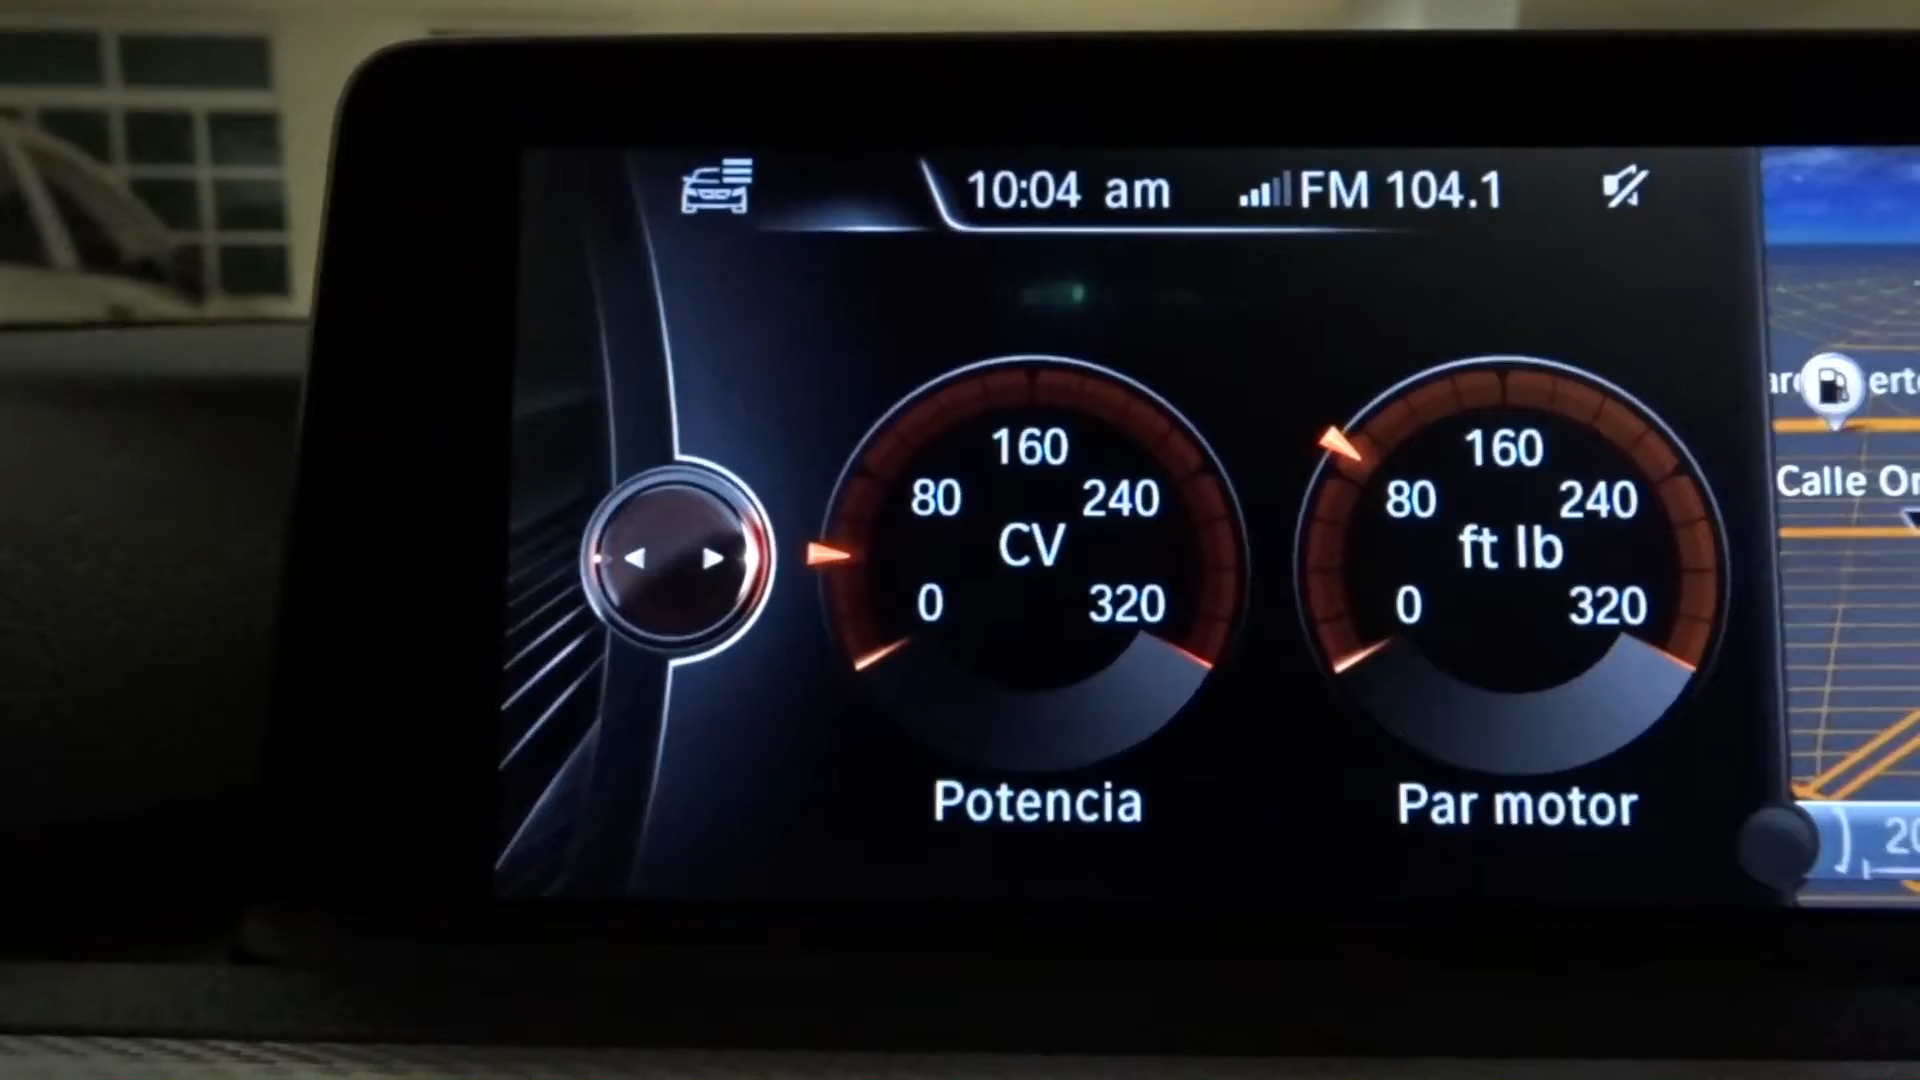 10:04 am
FM 104.1
160
80
240
CV
0
320
Potencia
160
80
240
ft lb
0
320
Par motor
Calle